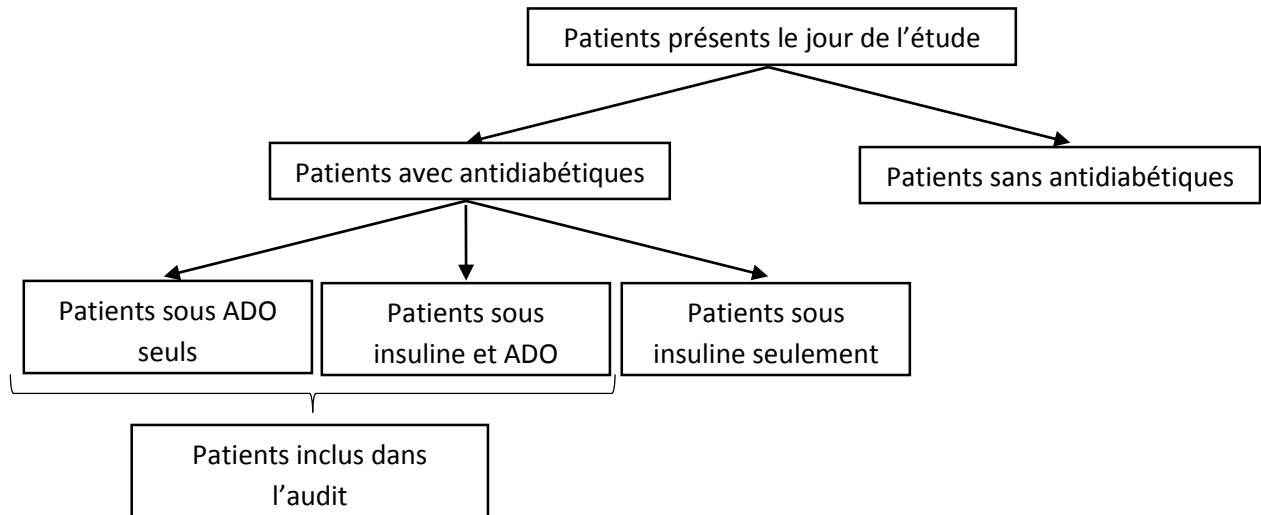 Patients présents le jour de l’étude
Patients avec antidiabétiques
Patients sans antidiabétiques
Patients sous ADO
seuls
Patients sous
insuline et ADO
Patients sous
insuline seulement
Patients inclus dans
l’audit